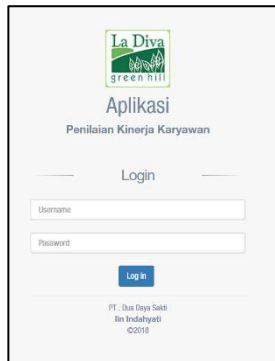 La Diva
green hill
Aplikasi
Penilaian Kinerja Karyawan
Login
Username
Password
Log in
PT . Dua Daya Sakti
Iin Indahyati
©2018